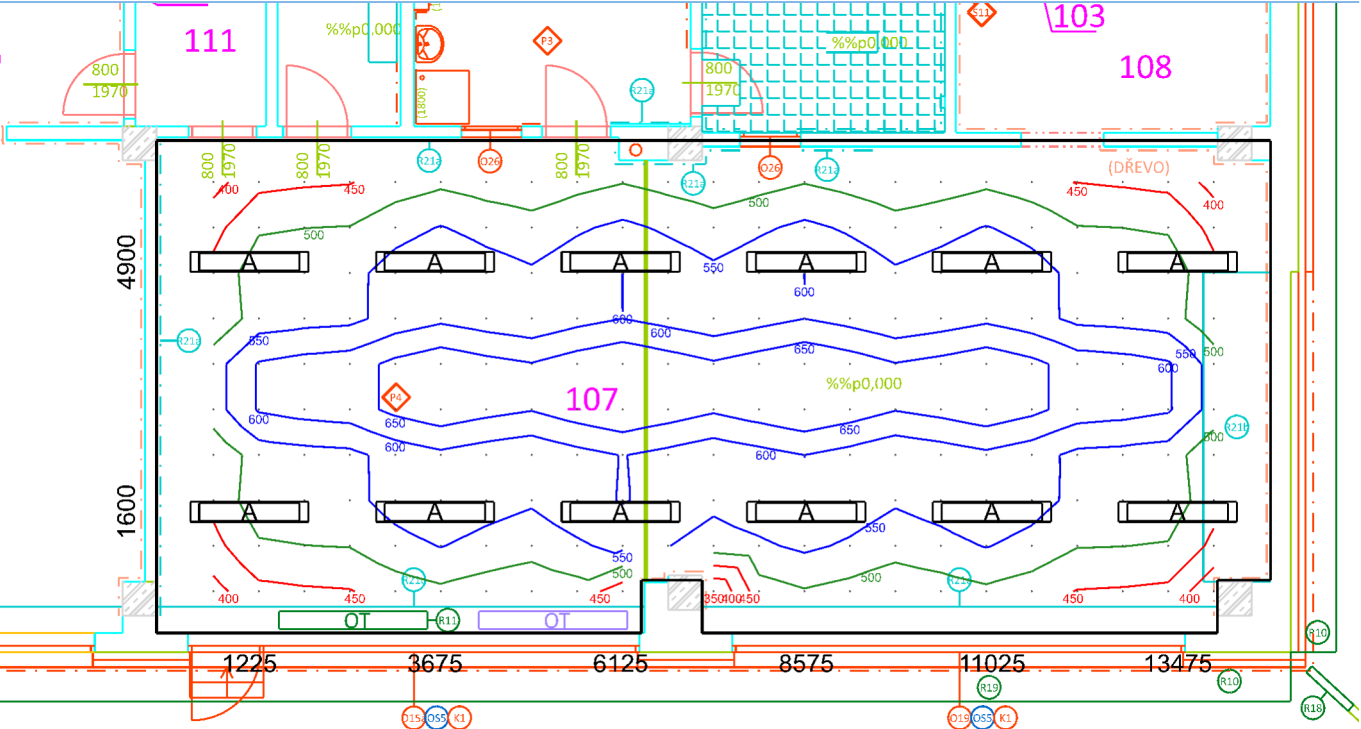 111
%%p0,000
P3
S11
103
%%p0,000
108
800
1970
(1800)
R21a
800
1970
800
1970
800
1970
R21a
O26
800
1970
R21a
O26
R21a
(DŘEVO)
400
450
500
500
450
400
4900
A
A
A
A
A
A
550
600
600
600
650
R21a
550
550
600
500
107
%%p0,000
P4
600
650
600
650
600
500
R21b
1600
A
A
A
A
A
A
550
550
500
500
R21a
R21a
400
450
450
350
400
450
450
400
OT
R11
OT
R10
1225
3675
6125
8575
11025
13475
R19
R10
R18
O15a
OS5
K1
O19
OS5
K1